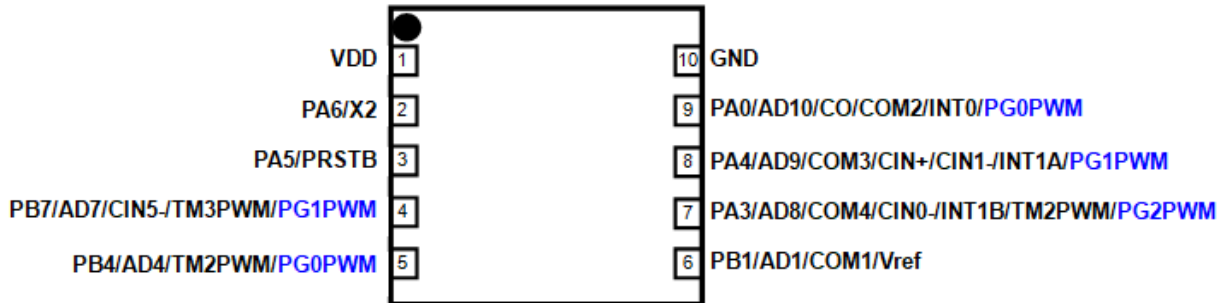 VDD 1 10 GND
PA6/X2 2 9 PA0/AD10/CO/COM2/INT0/PG0PWM
PA5/PRSTB 3 8 PA4/AD9/COM3/CIN+/CIN1-/INT1A/PG1PWM
PB7/AD7/CIN5-/TM3PWM/PG1PWM 4 7 PA3/AD8/COM4/CIN0-/INT1B/TM2PWM/PG2PWM
PB4/AD4/TM2PWM/PG0PWM 5 6 PB1/AD1/COM1/Vref